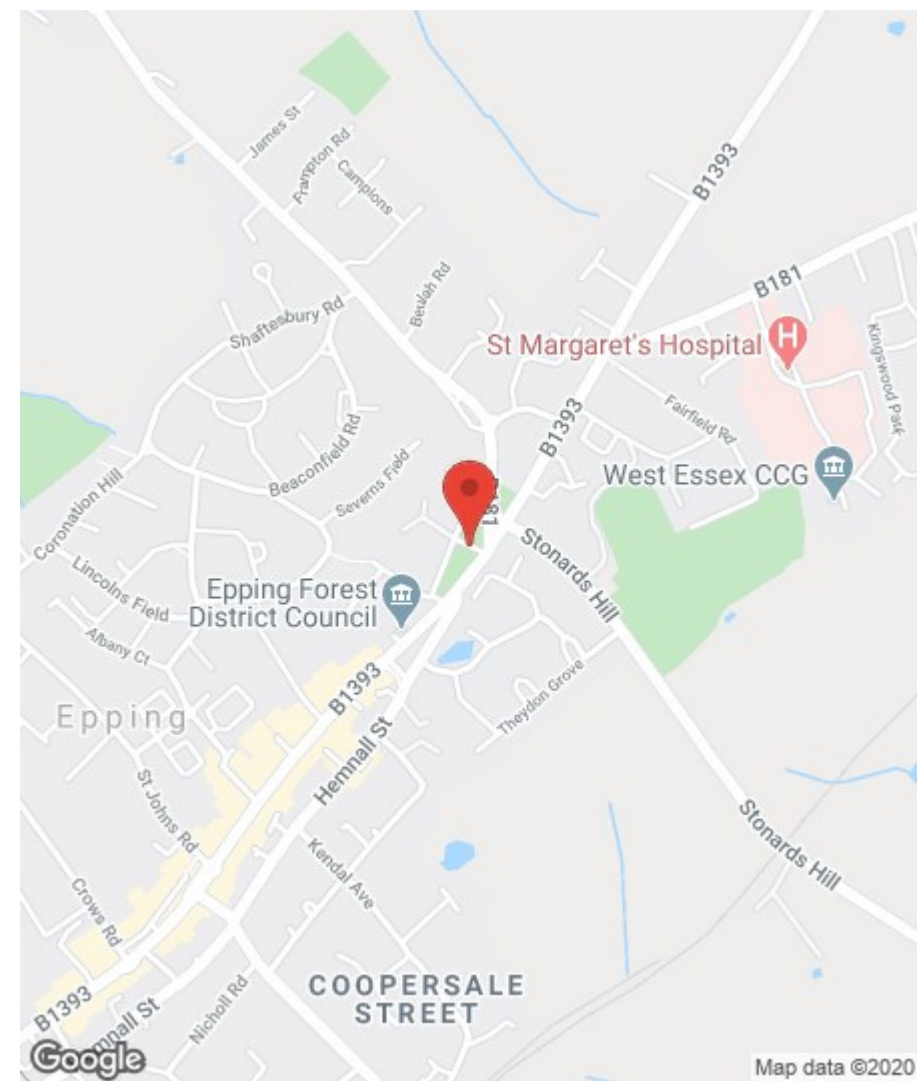 James St
Frampton Rd
Campions
B1393
B181
Beulah Rd
Shaftesbury Rd
St Margaret's Hospital
H
Kingswood Park
Fairfield Rd
B1393
Beaconfield Rd
West Essex CCG
Severns Field
Coronation Hill
Stonards Hill
Lincolns Field
Epping Forest
District Council
Albany Ct
B1393
Theydon Grove
Epping
Hemnall St
St Johns Rd
Stonards Hill
Kendal Ave
Crows Rd
COOPERSALE
STREET
Nicholl Rd
B1393
Google
Map data ©2020